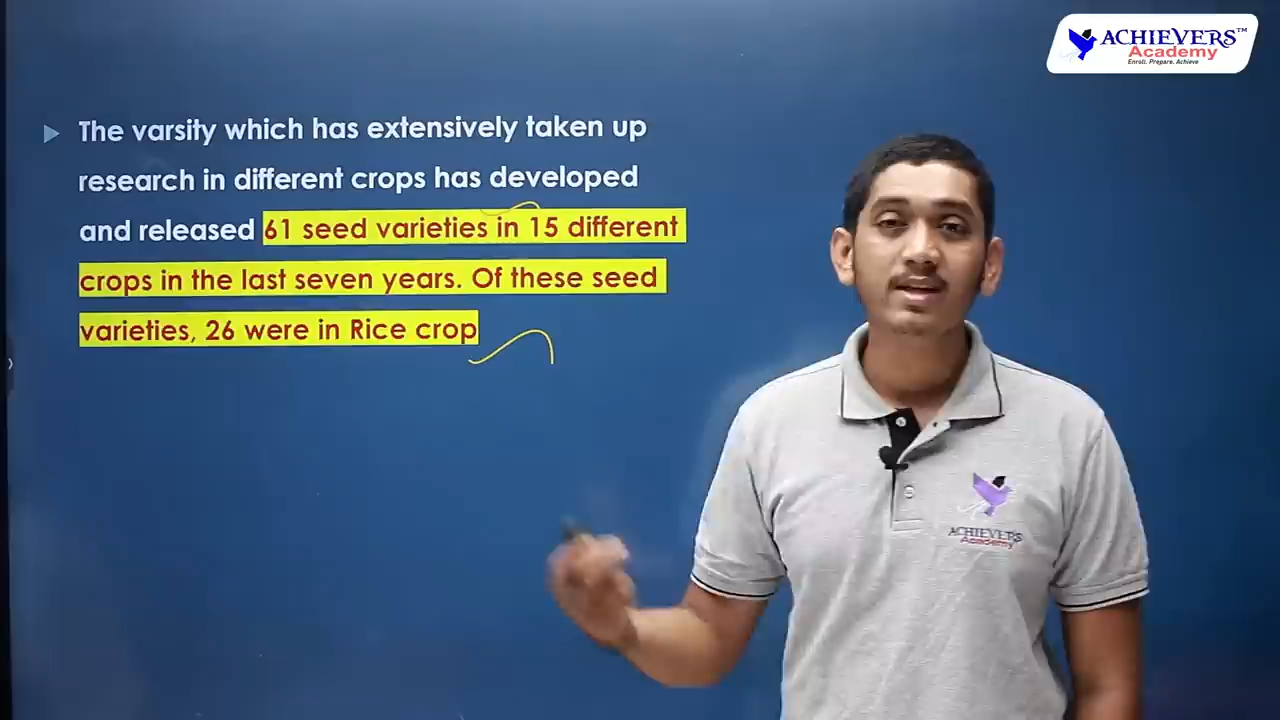 ACHIEVERS™
Academy
Enroll. Prepare. Achieve
The varsity which has extensively taken up
research in different crops has developed
and released 61 seed varieties in 15 different
crops in the last seven years. Of these seed
varieties, 26 were in Rice crop
ACHIEVERS
Academy